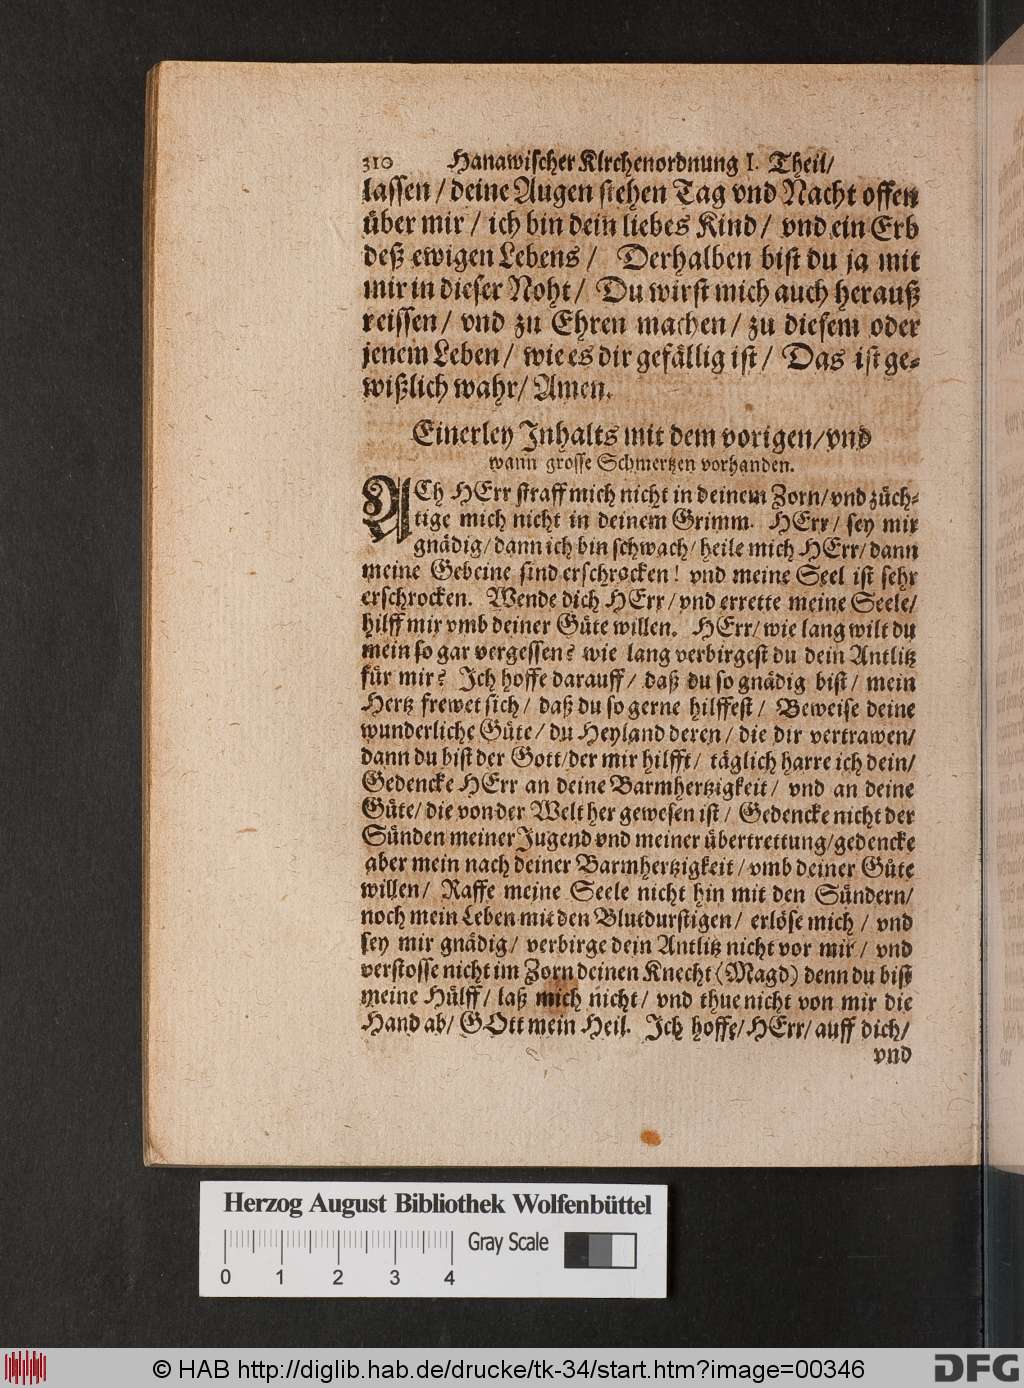 310 Hanawischer KIrchenordnung I. Theil/
lassen / deine Augen stehen Tag vnd Nacht offen
über mir / ich bin dein liebes Kind / vnd ein Erb
deß ewigen Lebens / Derhalben bist du ja mit
mir in dieser Noht / Du wirst mich auch herauß
reissen / vnd zu Ehren machen / zu diesem oder
jenem Leben / wie es dir gefällig ist / Das ist ge-
wißlich wahr / Amen.
Einerley Inhalts mit dem vorigen / vnd
wann grosse Schmertzen vorhanden.
ACh HErr straff mich nicht in deinem Zorn / vnd züch-
tige mich nicht in deinem Grimm. HErr / sey mir
gnädig / dann ich bin schwach / heile mich HErr / dann
meine Gebeine sind erschrocken! vnd meine Seel ist sehr
erschrocken. Wende dich HErr / vnd errette meine Seele /
hilff mir vmb deiner Güte willen. HErr / wie lang wilt du
mein so gar vergessen? wie lang verbirgest du dein Antlitz
für mir? Ich hoffe darauff / daß du so gnädig bist / mein
Hertz frewet sich / daß du so gerne hilffest / Beweise deine
wunderliche Güte / du Heyland deren / die dir vertrawen /
dann du bist der Gott / der mir hilfft / täglich harre ich dein /
Gedencke HErr an deine Barmhertzigkeit / vnd an deine
Güte / die von der Welt her gewesen ist / Gedencke nicht der
Sünden meiner Jugend vnd meiner übertrettung / gedencke
aber mein nach deiner Barmhertzigkeit / vmb deiner Güte
willen / Raffe meine Seele nicht hin mit den Sündern /
noch mein Leben mit den Blutdurstigen / erlöse mich / vnd
sey mir gnädig / verbirge dein Antlitz nicht vor mir / vnd
verstosse nicht im Zorn deinen Knecht (Magd) denn du bist
meine Hülff / laß mich nicht / vnd thue nicht von mir die
Hand ab / GOtt mein Heil. Ich hoffe / HErr / auff dich /
vnd
Herzog August Bibliothek Wolfenbüttel
Gray Scale
0 1 2 3 4
© HAB http://diglib.hab.de/drucke/tk-34/start.htm?image=00346
DFG